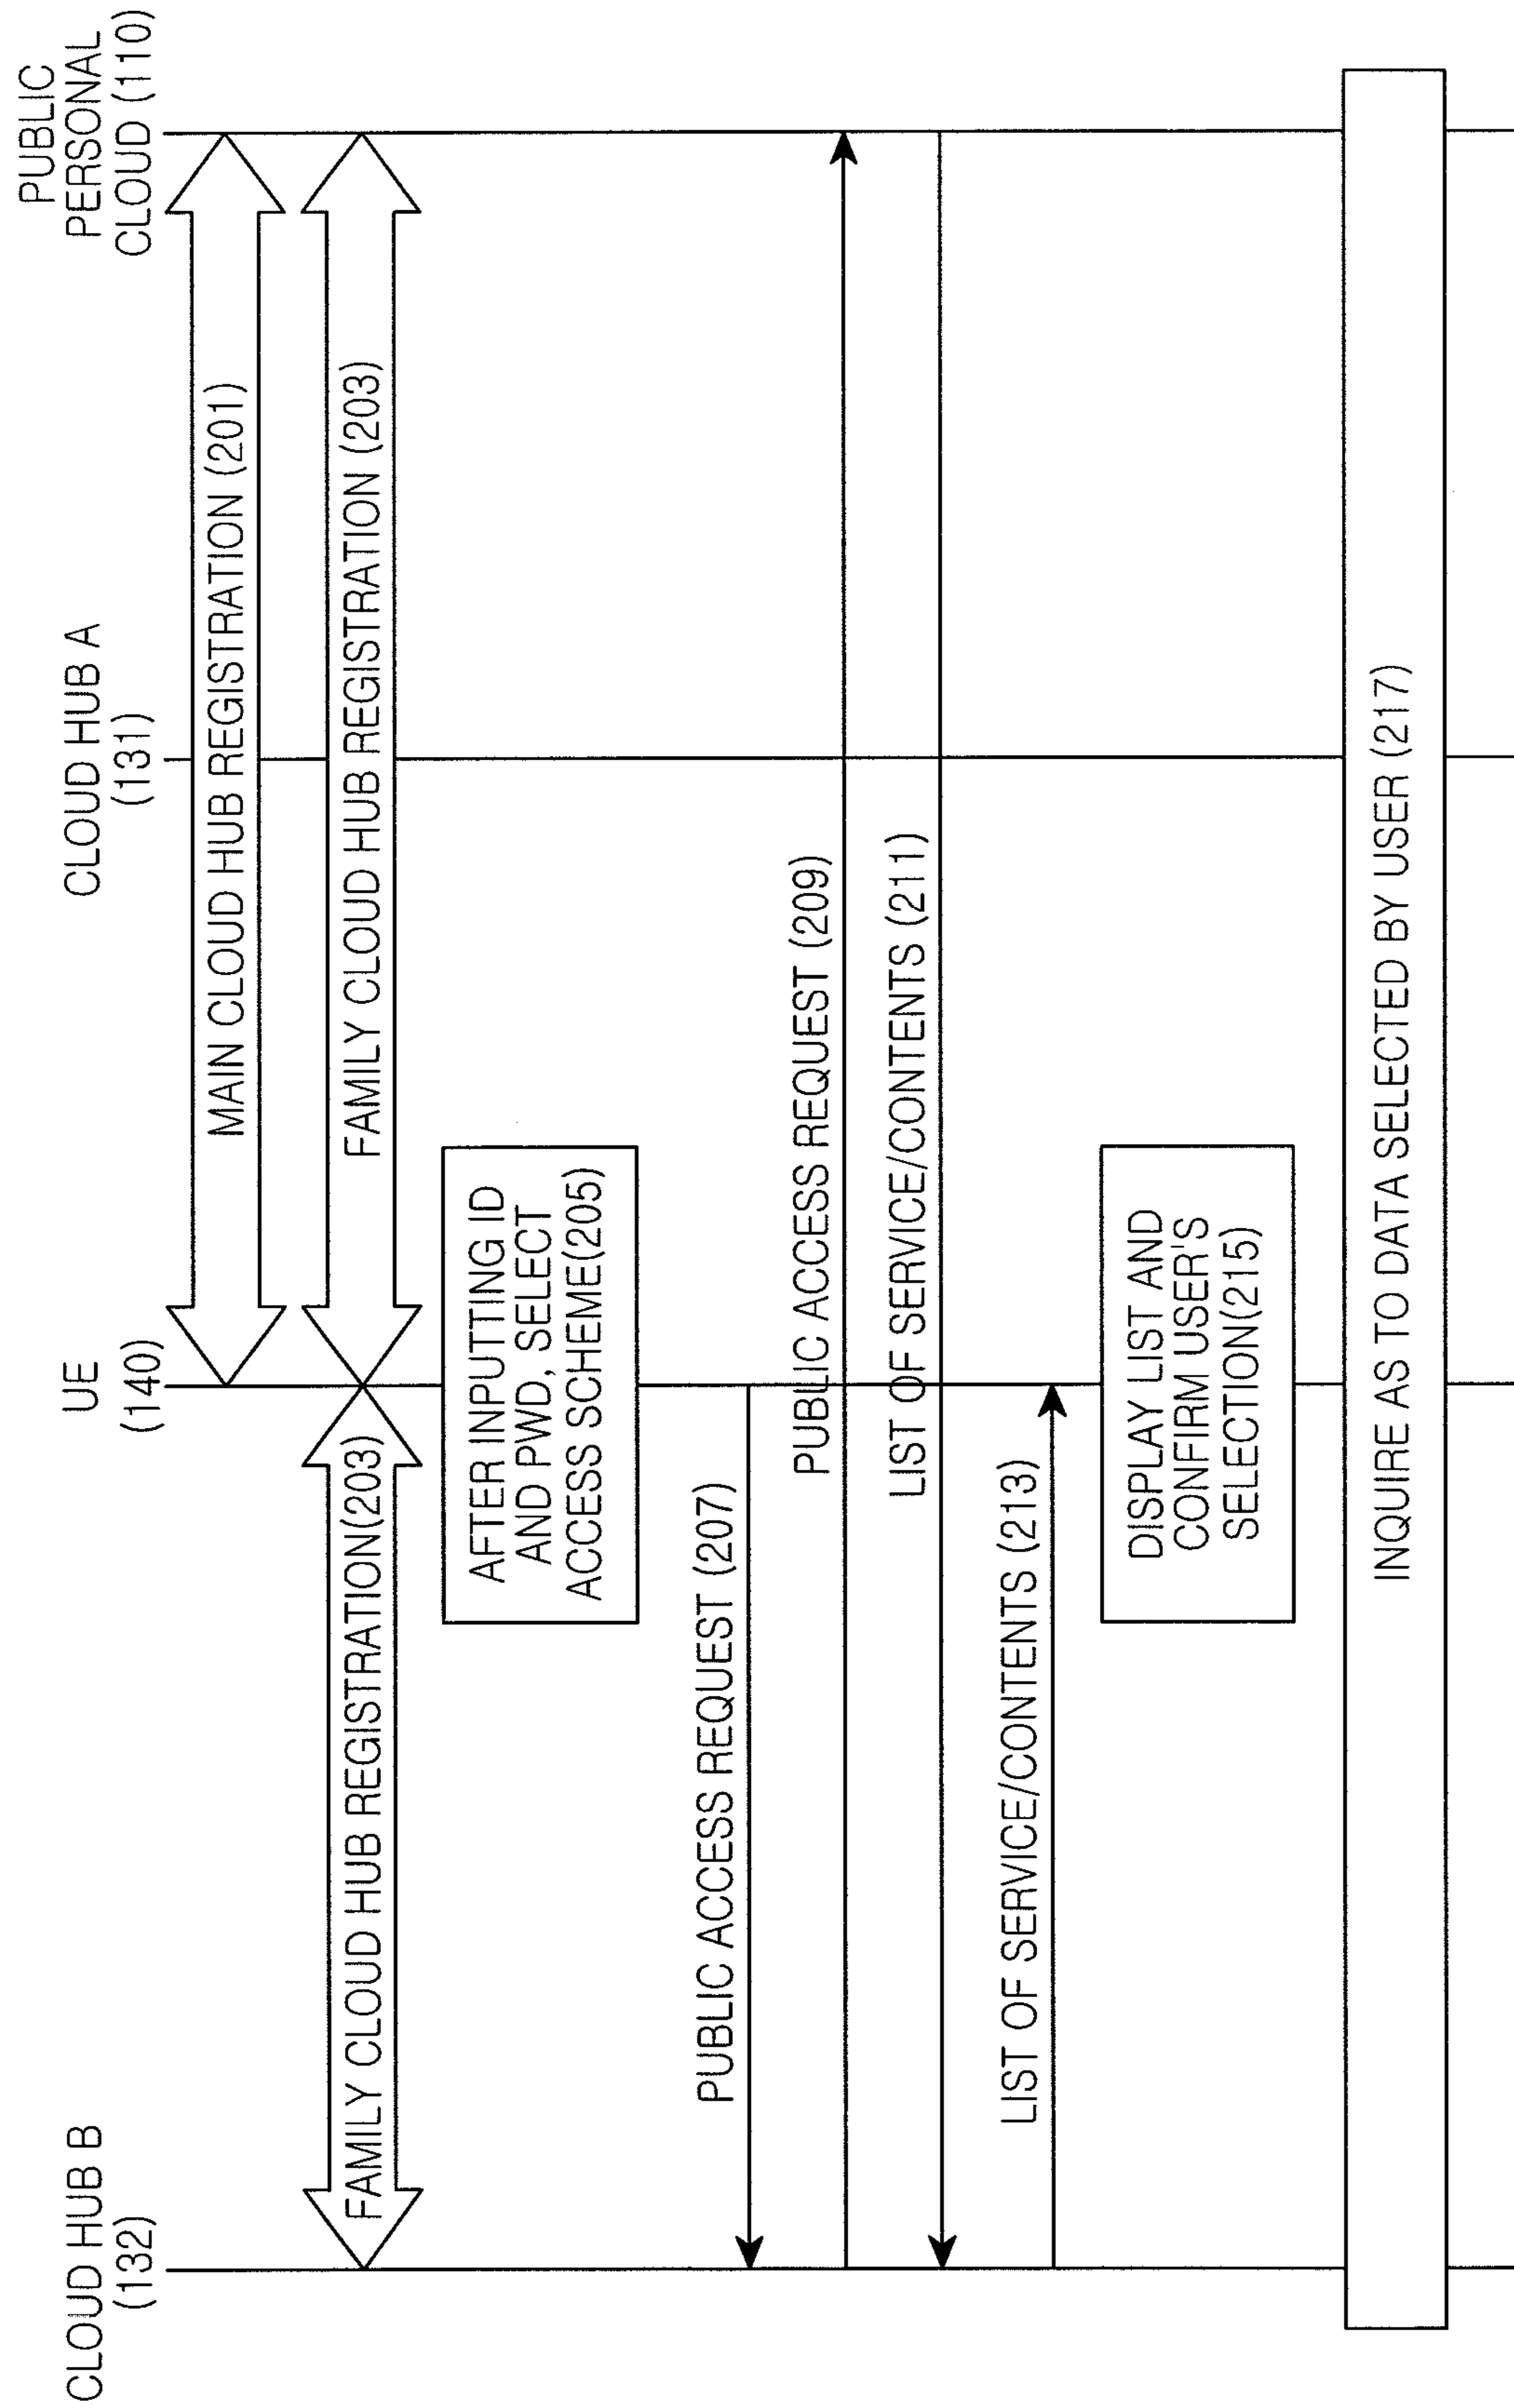 CLOUD HUB B
(132)
UE
(140)
CLOUD HUB A
(131)
PUBLIC
PERSONAL
CLOUD (110)
MAIN CLOUD HUB REGISTRATION (201)
FAMILY CLOUD HUB REGISTRATION(203)
FAMILY CLOUD HUB REGISTRATION (203)
AFTER INPUTTING ID
AND PWD, SELECT
ACCESS SCHEME(205)
PUBLIC ACCESS REQUEST (207)
PUBLIC ACCESS REQUEST (209)
LIST OF SERVICE/CONTENTS (211)
LIST OF SERVICE/CONTENTS (213)
DISPLAY LIST AND
CONFIRM USER'S
SELECTION(215)
INQUIRE AS TO DATA SELECTED BY USER (217)